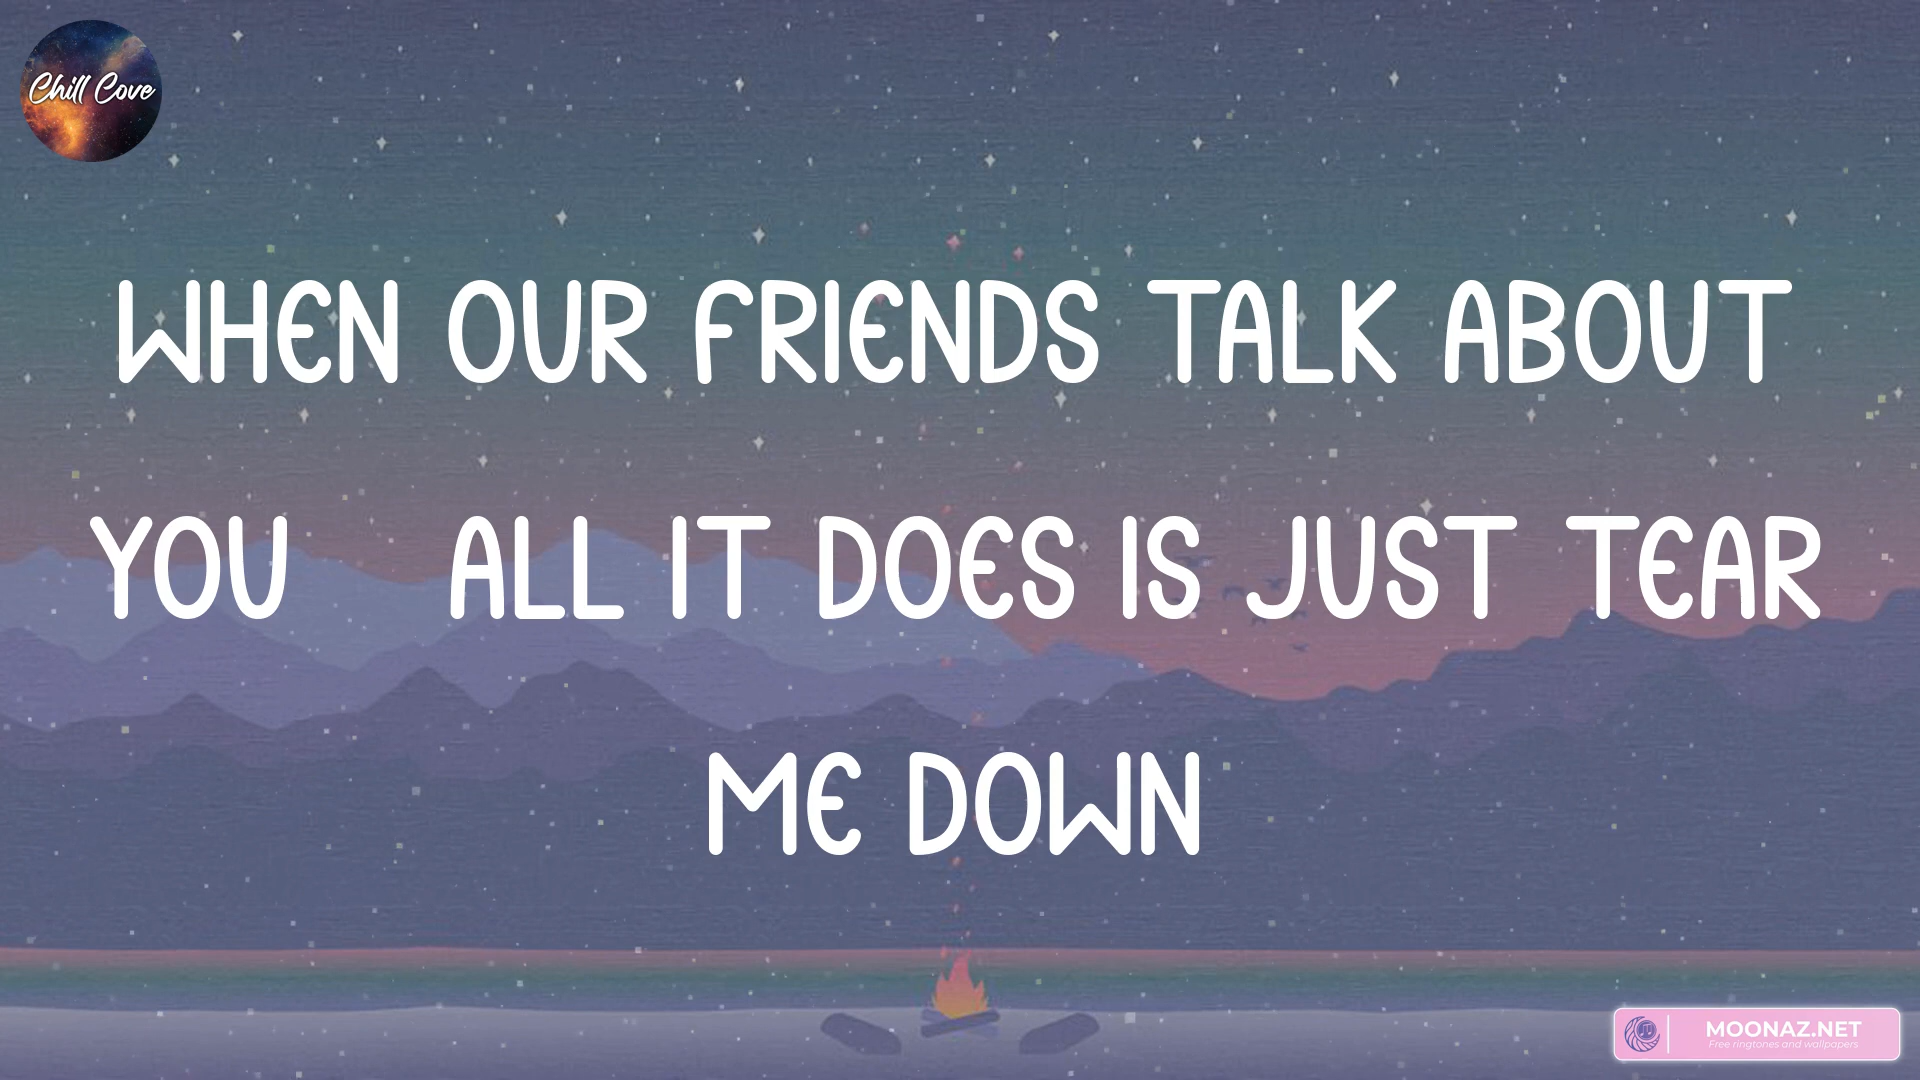 Chill Cove
WHEN OUR FRIENDS TALK ABOUT
YOU ALL IT DOES IS JUST TEAR
ME DOWN
MOONAZ.NET
Free ringtones and wallpapers